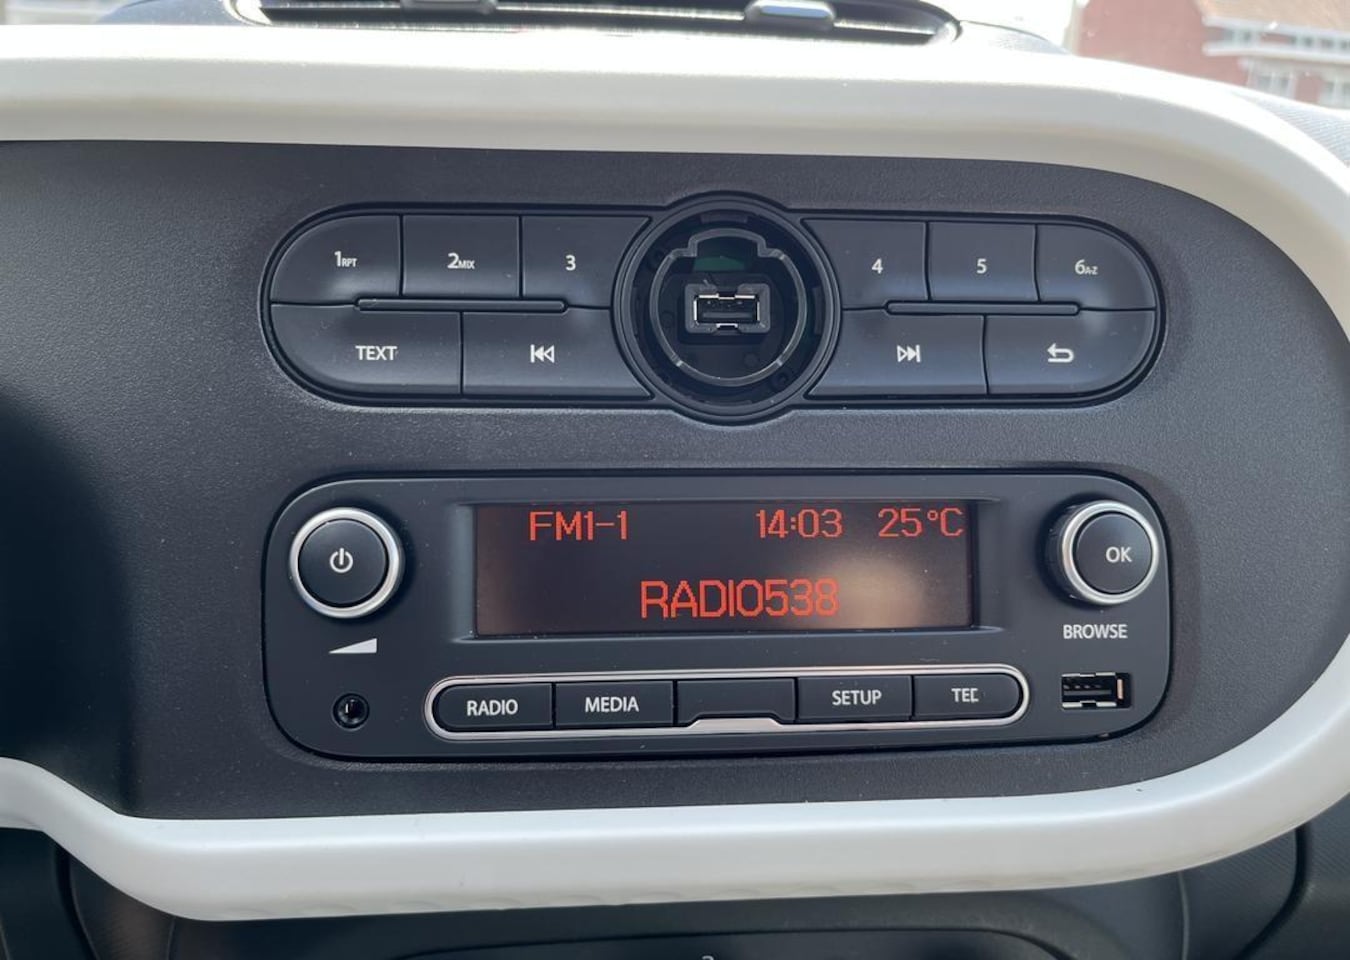 1RPT 2MIX 3 4 5 6A-Z
TEXT
FM1-1 14:03 25°C
RADIO538
OK
BROWSE
RADIO MEDIA SETUP